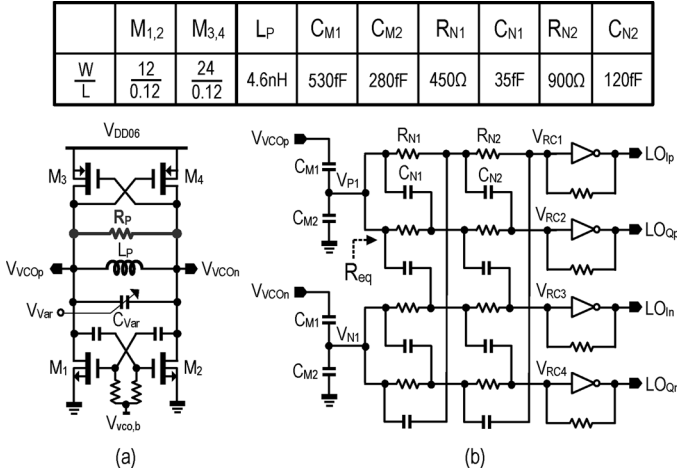 M1,2 M3,4 LP CM1 CM2 RN1 CN1 RN2 CN2
W/L 12/0.12 24/0.12 4.6nH 530fF 280fF 450Ω 35fF 900Ω 120fF
VDD06
M3 M4
RP
LP
VVCOp VVCOn
VVar
CVar
M1 M2
Vvco,b
(a)
VVCOp
CM1
VP1
CM2
Req
VVCOn
CM1
VN1
CM2
RN1 RN2 VRC1 LOIp
CN1 CN2
VRC2 LOQp
VRC3 LOIn
VRC4 LOQn
(b)